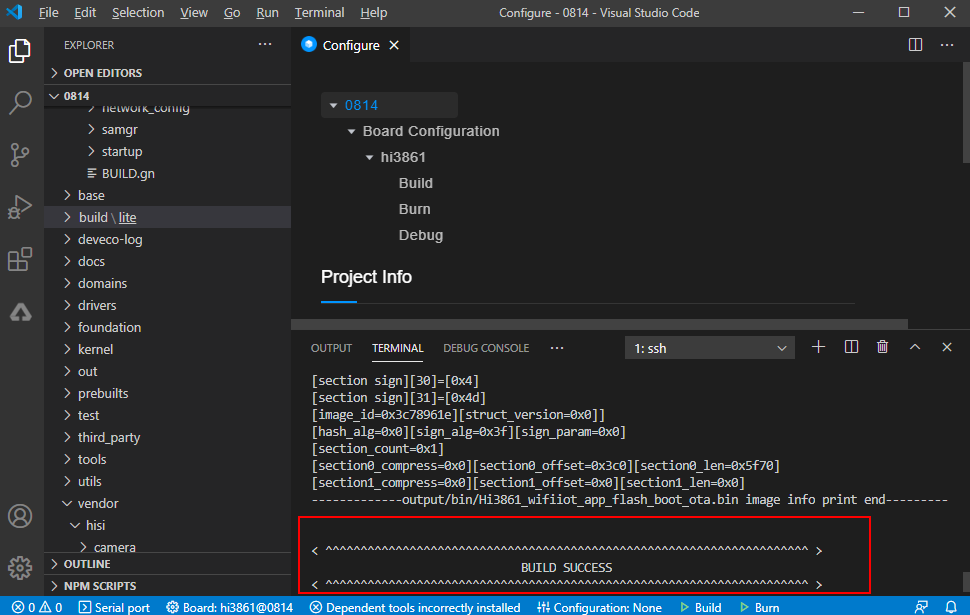 File Edit Selection View Go Run Terminal Help Configure - 0814 - Visual Studio Code
EXPLORER
OPEN EDITORS
0814
network_config
samgr
startup
BUILD.gn
base
build \ lite
deveco-log
docs
domains
drivers
foundation
kernel
out
prebuilts
test
third_party
tools
utils
vendor
hisi
camera
OUTLINE
NPM SCRIPTS
Configure
0814
Board Configuration
hi3861
Build
Burn
Debug
Project Info
OUTPUT TERMINAL DEBUG CONSOLE 1: ssh
[section sign][30]=[0x4]
[section sign][31]=[0x4d]
[image_id=0x3c78961e][struct_version=0x0]]
[hash_alg=0x0][sign_alg=0x3f][sign_param=0x0]
[section_count=0x1]
[section0_compress=0x0][section0_offset=0x3c0][section0_len=0x5f70]
[section1_compress=0x0][section1_offset=0x0][section1_len=0x0]
-------------output/bin/Hi3861_wifiiot_app_flash_boot_ota.bin image info print end---------
< ^^^^^^^^^^^^^^^^^^^^^^^^^^^^^^^^^^^^^^^^^^^^^^^^^^^^^^^^^^^^^^^^^^^^^ >
BUILD SUCCESS
< ^^^^^^^^^^^^^^^^^^^^^^^^^^^^^^^^^^^^^^^^^^^^^^^^^^^^^^^^^^^^^^^^^^^^^ >
0 0 Serial port Board: hi3861@0814 Dependent tools incorrectly installed Configuration: None Build Burn